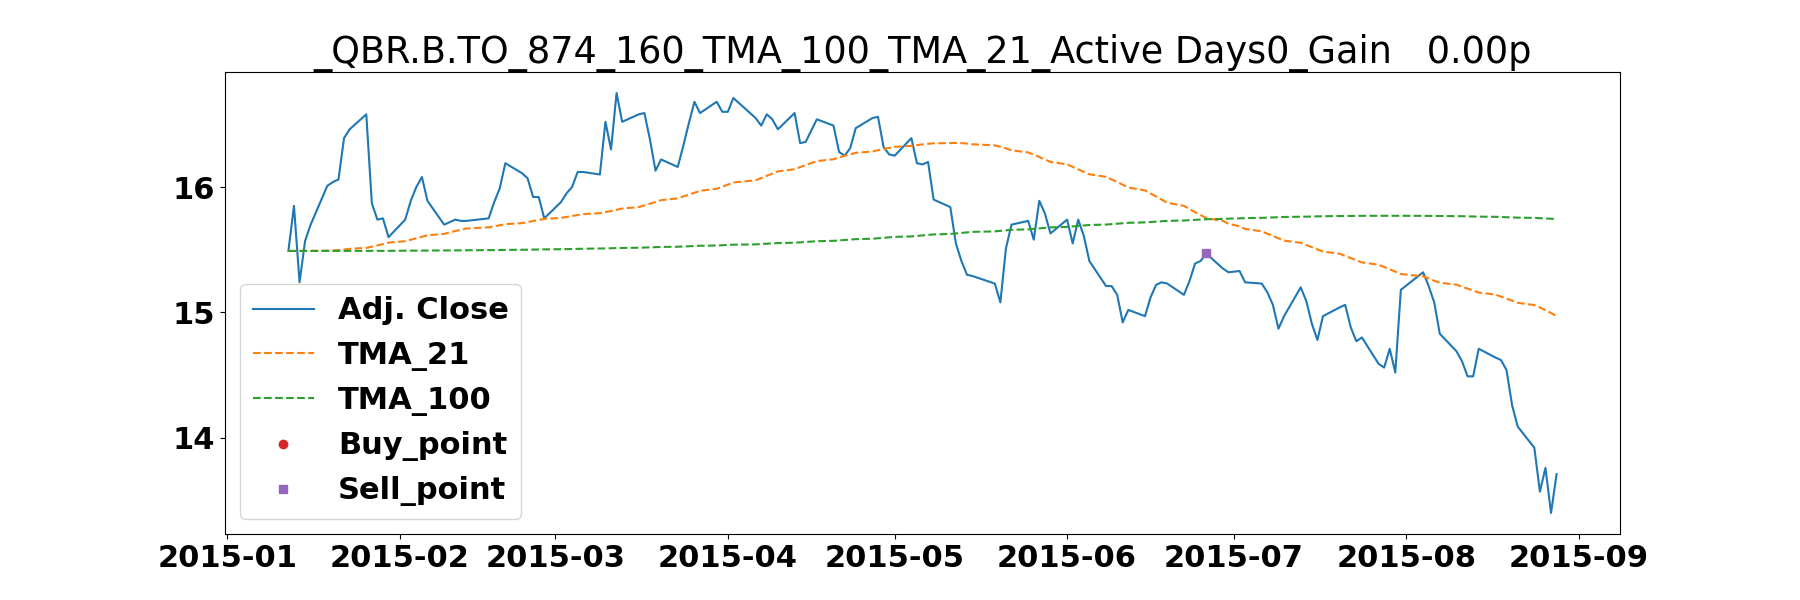 _QBR.B.TO_874_160_TMA_100_TMA_21_Active Days0_Gain   0.00p
16
15
14
Adj. Close
TMA_21
TMA_100
Buy_point
Sell_point
2015-01 2015-02 2015-03 2015-04 2015-05 2015-06 2015-07 2015-08 2015-09